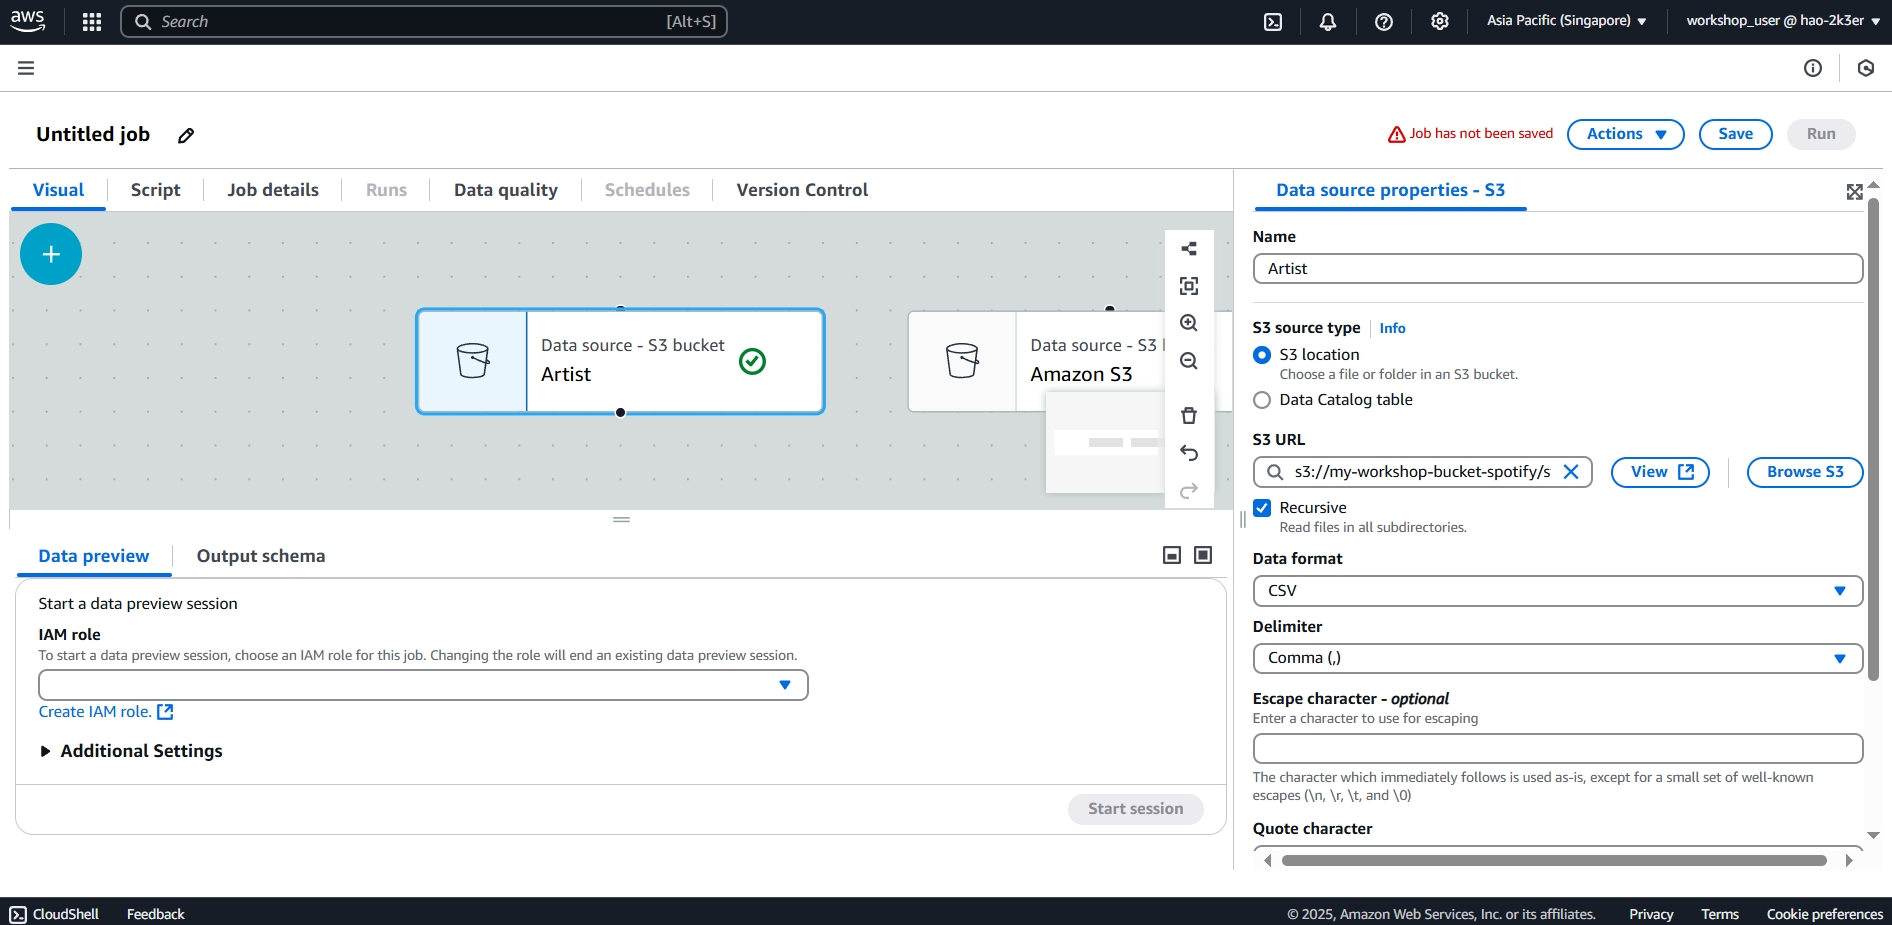 aws
Search [Alt+S]
Asia Pacific (Singapore)
workshop_user @ hao-2k3er
Untitled job
Job has not been saved
Actions
Save
Run
Visual
Script
Job details
Runs
Data quality
Schedules
Version Control
Data source - S3 bucket
Artist
Data source - S3
Amazon S3
Data preview
Output schema
Start a data preview session
IAM role
To start a data preview session, choose an IAM role for this job. Changing the role will end an existing data preview session.
Create IAM role.
Additional Settings
Start session
Data source properties - S3
Name
Artist
S3 source type
Info
S3 location
Choose a file or folder in an S3 bucket.
Data Catalog table
S3 URL
s3://my-workshop-bucket-spotify/s
View
Browse S3
Recursive
Read files in all subdirectories.
Data format
CSV
Delimiter
Comma (,)
Escape character - optional
Enter a character to use for escaping
The character which immediately follows is used as-is, except for a small set of well-known
escapes (\n, \r, \t, and \0)
Quote character
CloudShell
Feedback
© 2025, Amazon Web Services, Inc. or its affiliates.
Privacy
Terms
Cookie preferences